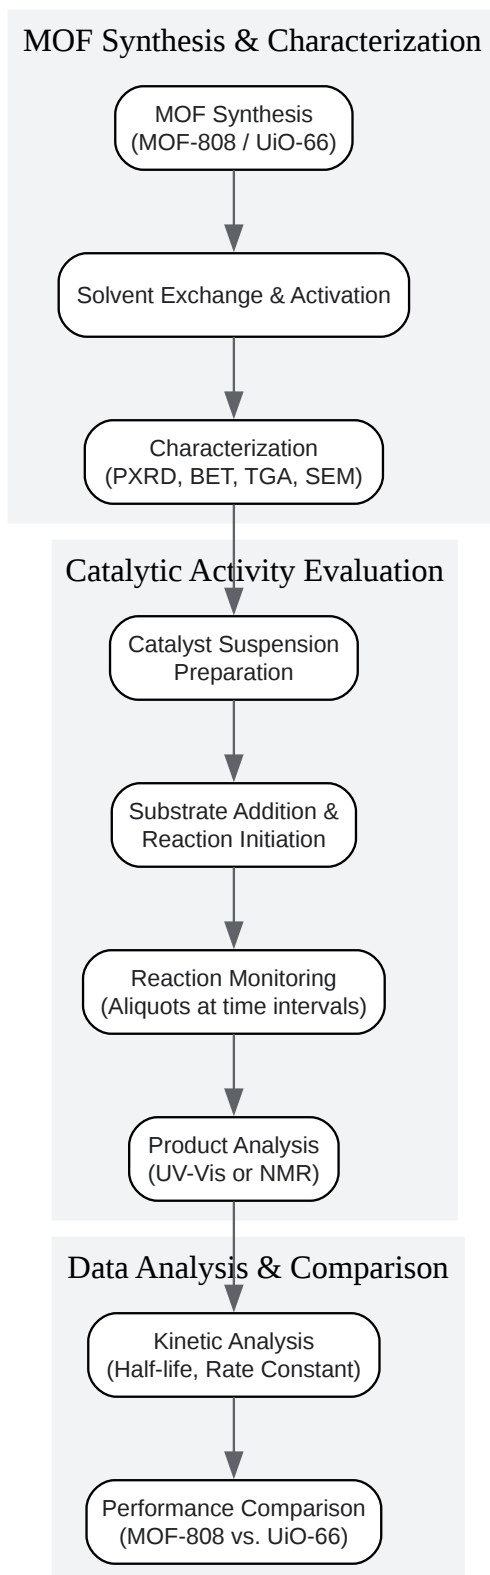 MOF Synthesis & Characterization
MOF Synthesis
(MOF-808 / UiO-66)
Solvent Exchange & Activation
Characterization
(PXRD, BET, TGA, SEM)
Catalytic Activity Evaluation
Catalyst Suspension
Preparation
Substrate Addition &
Reaction Initiation
Reaction Monitoring
(Aliquots at time intervals)
Product Analysis
(UV-Vis or NMR)
Data Analysis & Comparison
Kinetic Analysis
(Half-life, Rate Constant)
Performance Comparison
(MOF-808 vs. UiO-66)